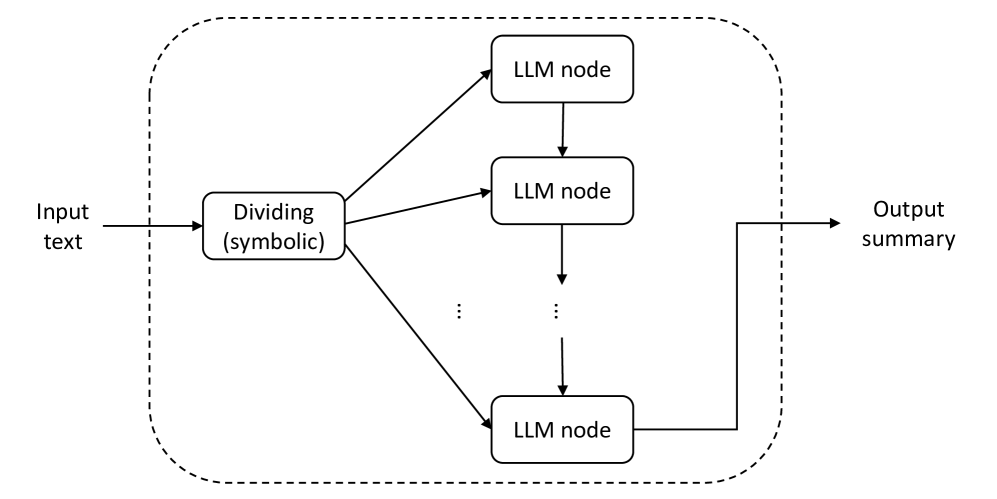 Input
text
Dividing
(symbolic)
LLM node
LLM node
...
...
LLM node
Output
summary